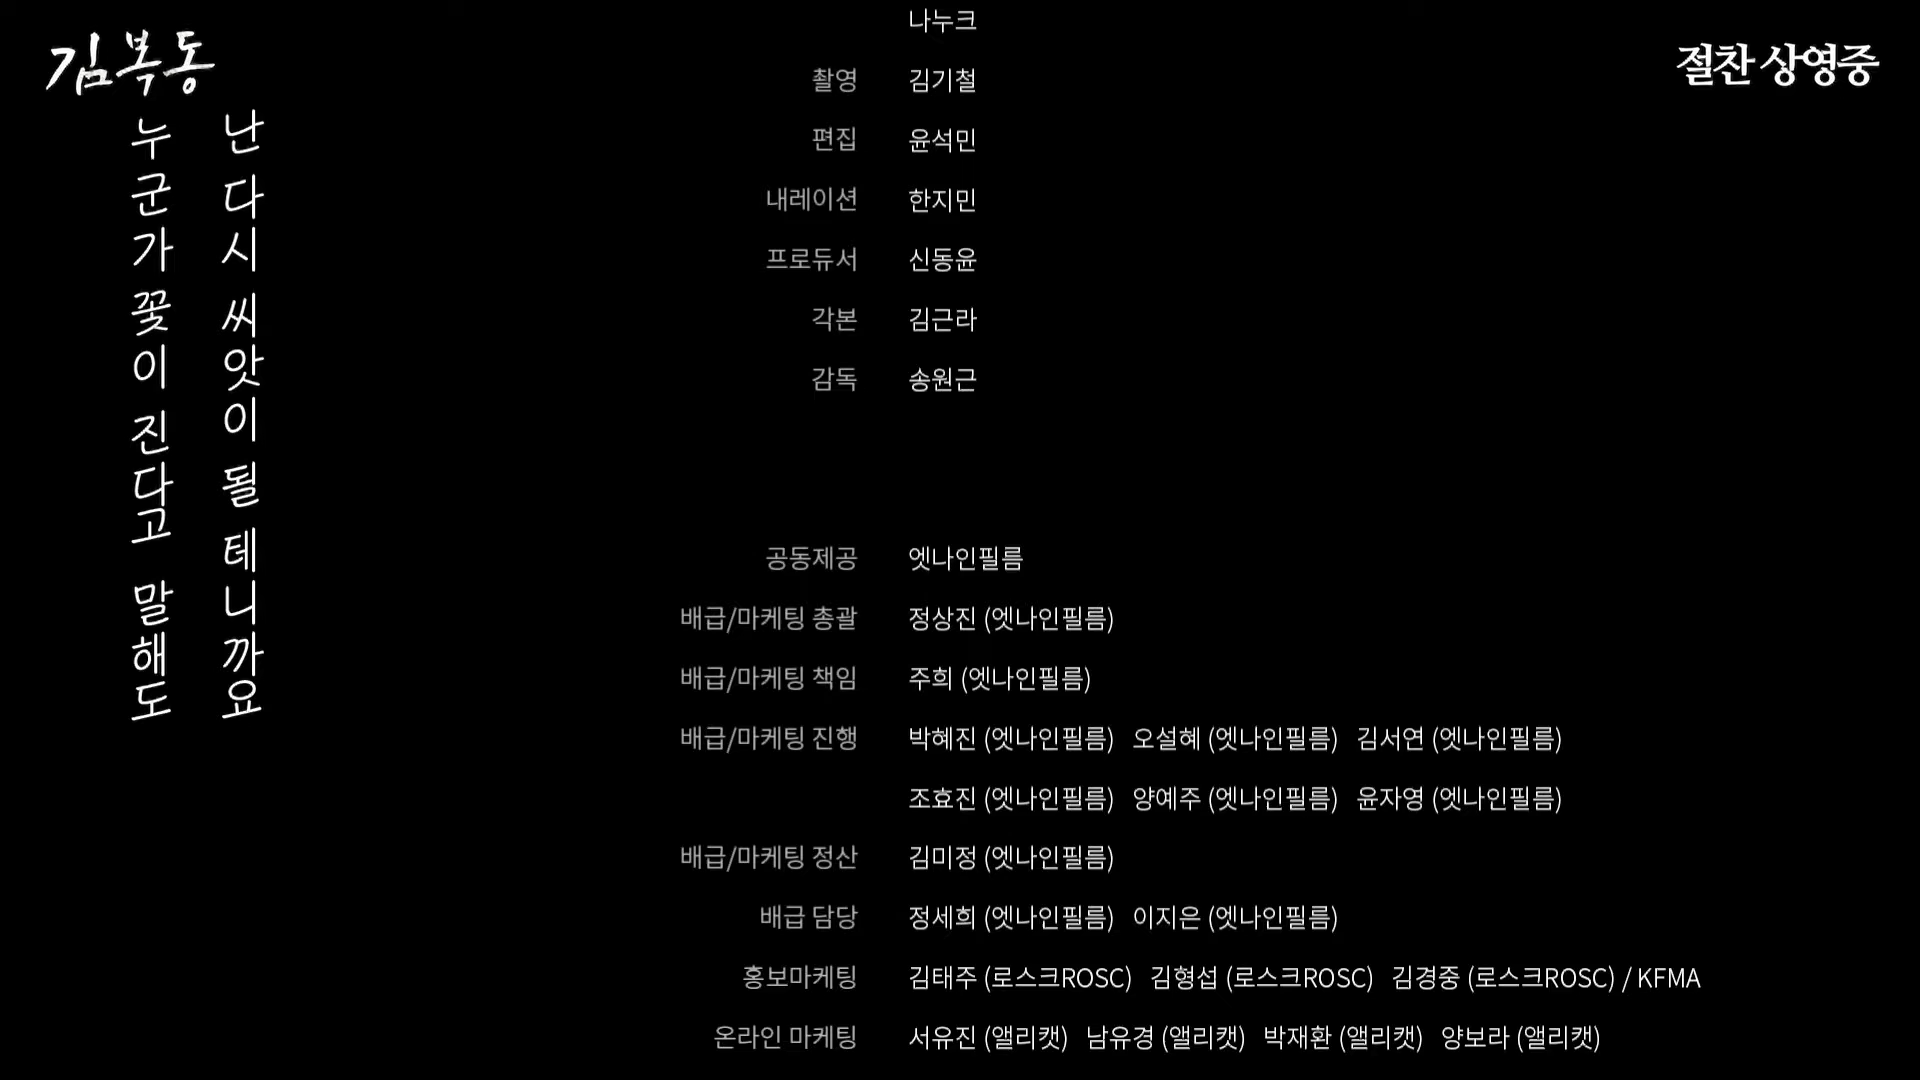 김복동
누군가 꽃이 진다고 말해도
난 다시 씨앗이 될 테니까요
절찬 상영중
나누크
촬영 김기철
편집 윤석민
내레이션 한지민
프로듀서 신동윤
각본 김근라
감독 송원근
공동제공 엣나인필름
배급/마케팅 총괄 정상진 (엣나인필름)
배급/마케팅 책임 주희 (엣나인필름)
배급/마케팅 진행 박혜진 (엣나인필름) 오설혜 (엣나인필름) 김서연 (엣나인필름)
조효진 (엣나인필름) 양예주 (엣나인필름) 윤자영 (엣나인필름)
배급/마케팅 정산 김미정 (엣나인필름)
배급 담당 정세희 (엣나인필름) 이지은 (엣나인필름)
홍보마케팅 김태주 (로스크ROSC) 김형섭 (로스크ROSC) 김경중 (로스크ROSC) / KFMA
온라인 마케팅 서유진 (앨리캣) 남유경 (앨리캣) 박재환 (앨리캣) 양보라 (앨리캣)